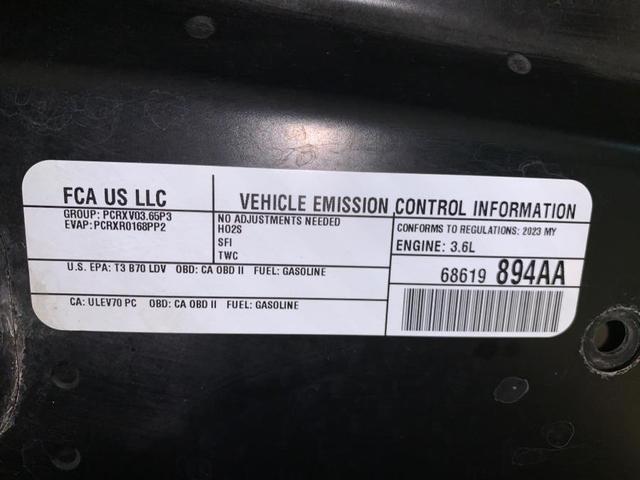 FCA US LLC
VEHICLE EMISSION CONTROL INFORMATION
GROUP: PCRXV03.65P3
EVAP: PCRXR0168PP2
NO ADJUSTMENTS NEEDED
HO2S
SFI
TWC
CONFORMS TO REGULATIONS: 2023 MY
ENGINE: 3.6L
U.S. EPA: T3 B70 LDV OBD: CA OBD II FUEL: GASOLINE
68619 894AA
CA: ULEV70 PC OBD: CA OBD II FUEL: GASOLINE